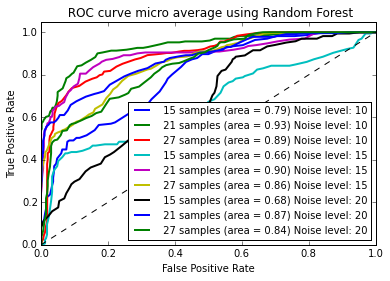 ROC curve micro average using Random Forest
True Positive Rate
1.0
0.8
0.6
0.4
0.2
0.0
15 samples (area = 0.79) Noise level: 10
21 samples (area = 0.93) Noise level: 10
27 samples (area = 0.89) Noise level: 10
15 samples (area = 0.66) Noise level: 15
21 samples (area = 0.90) Noise level: 15
27 samples (area = 0.86) Noise level: 15
15 samples (area = 0.68) Noise level: 20
21 samples (area = 0.87) Noise level: 20
27 samples (area = 0.84) Noise level: 20
0.0 0.2 0.4 0.6 0.8 1.0
False Positive Rate